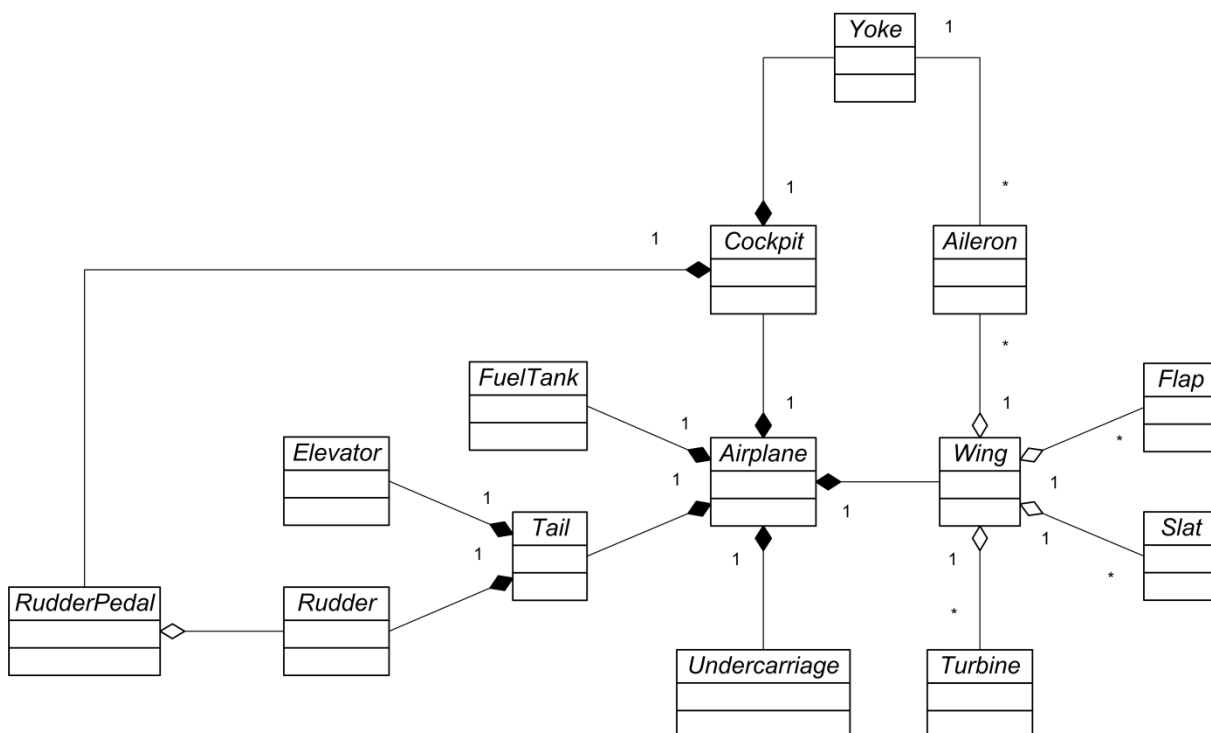 Yoke
1
1
*
1
Cockpit
Aileron
*
FuelTank
Flap
1
1
1
*
Elevator
Airplane
Wing
1
1
1
1
Tail
Slat
1
1
1
1
*
RudderPedal
Rudder
*
Undercarriage
Turbine